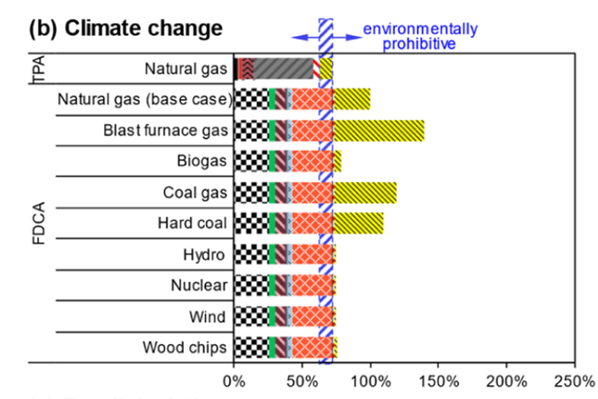 (b) Climate change
environmentally
prohibitive
TPA
Natural gas
FDCA
Natural gas (base case)
Blast furnace gas
Biogas
Coal gas
Hard coal
Hydro
Nuclear
Wind
Wood chips
0% 50% 100% 150% 200% 250%